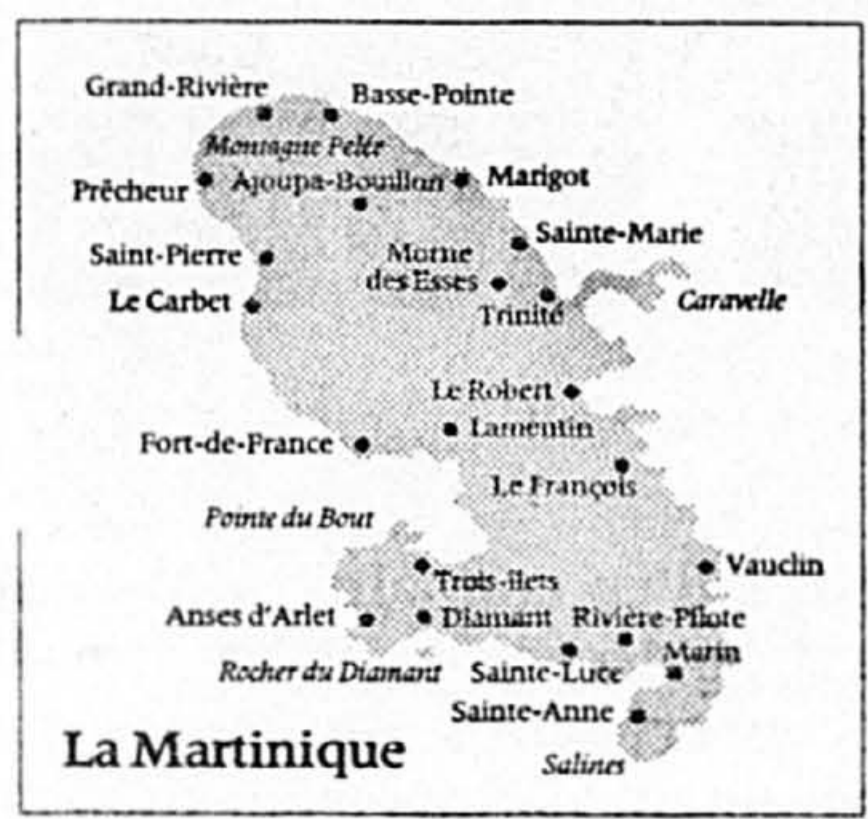 Grand-Rivière
Basse-Pointe
Montagne Pelée
Prêcheur
Ajoupa-Bouillon
Marigot
Sainte-Marie
Saint-Pierre
Morne
des Esses
Le Carbet
Trinité
Caravelle
Le Robert
Lamentin
Fort-de-France
Le François
Pointe du Bout
Vauclin
Trois-ilets
Anses d'Arlet
Diamant
Rivière-Pilote
Marin
Rocher du Diamant
Sainte-Luce
Sainte-Anne
La Martinique
Salines